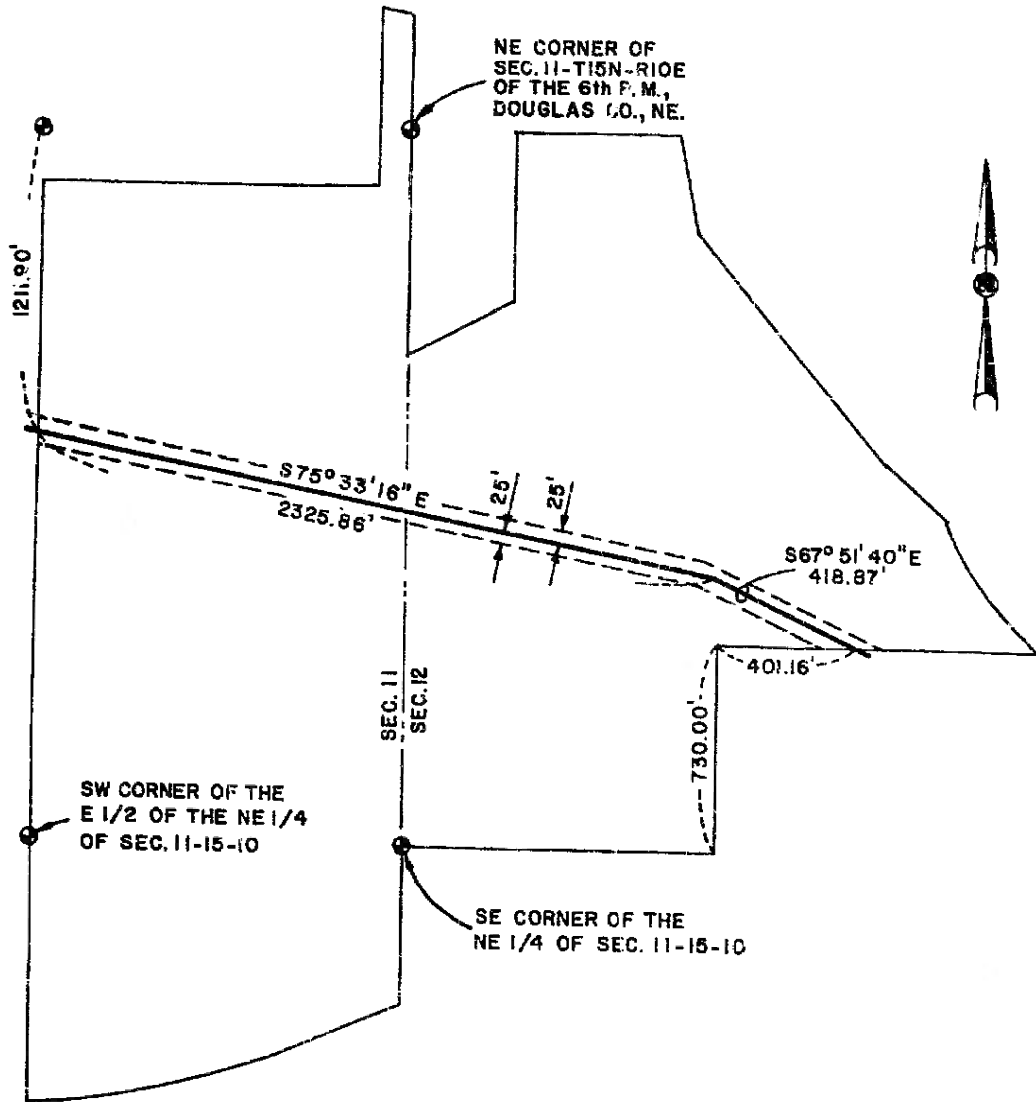 NE CORNER OF
SEC. 11-T15N-R10E
OF THE 6th P.M.,
DOUGLAS CO., NE.
1211.90'
S75° 33' 16" E
2325.86'
25'
25'
S67° 51' 40" E
418.87'
401.16'
730.00'
SEC. 11
SEC. 12
SW CORNER OF THE
E 1/2 OF THE NE 1/4
OF SEC. 11-15-10
SE CORNER OF THE
NE 1/4 OF SEC. 11-15-10